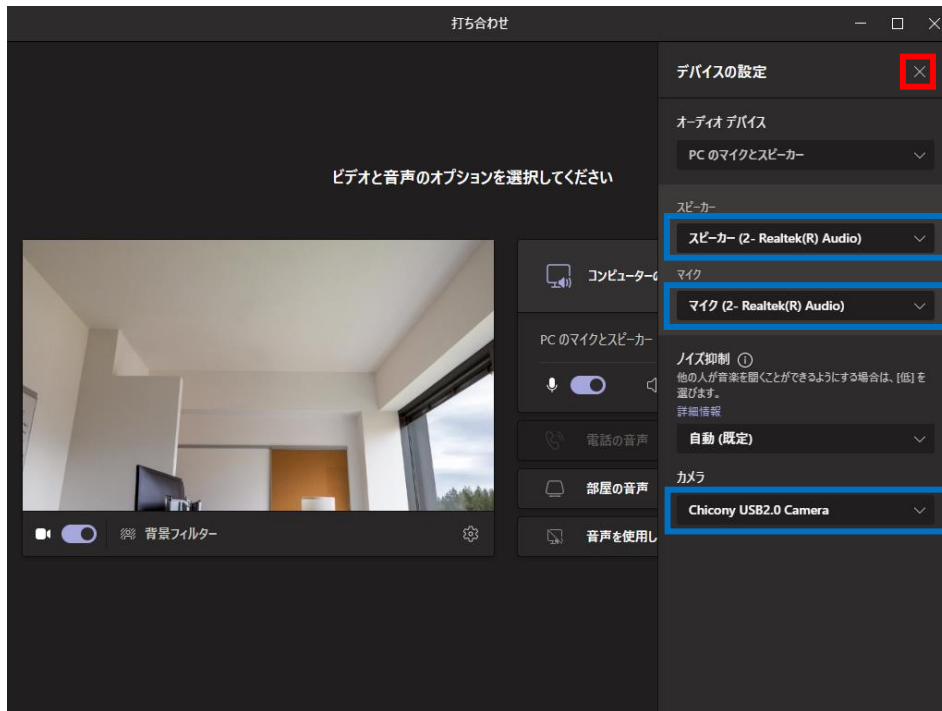 打ち合わせ
デバイスの設定
オーディオ デバイス
PC のマイクとスピーカー
ビデオと音声のオプションを選択してください
スピーカー
スピーカー (2- Realtek(R) Audio)
マイク
マイク (2- Realtek(R) Audio)
コンピューターの
PC のマイクとスピーカー
ノイズ抑制
他の人が音楽を聞くことができるようにする場合は、[低] を
選びます。
詳細情報
自動 (既定)
電話の音声
カメラ
部屋の音声
Chicony USB2.0 Camera
背景フィルター
音声を使用し